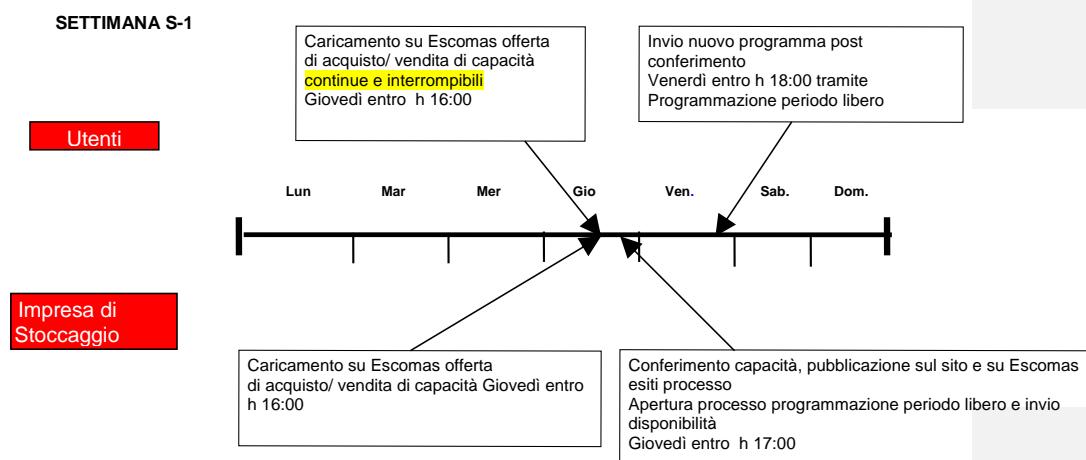 SETTIMANA S-1
Caricamento su Escomas offerta
di acquisto/ vendita di capacità
continue e interrompibili
Giovedì entro h 16:00
Invio nuovo programma post
conferimento
Venerdì entro h 18:00 tramite
Programmazione periodo libero
Utenti
Lun Mar Mer Gio Ven. Sab. Dom.
Impresa di
Stoccaggio
Caricamento su Escomas offerta
di acquisto/ vendita di capacità Giovedì entro
h 16:00
Conferimento capacità, pubblicazione sul sito e su Escomas
esiti processo
Apertura processo programmazione periodo libero e invio
disponibilità
Giovedì entro h 17:00